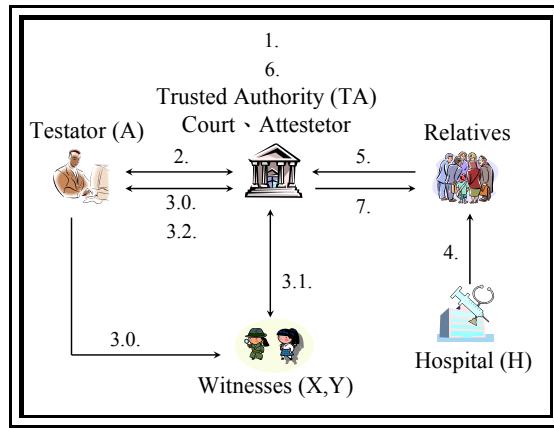 1.
6.
Trusted Authority (TA)
Court、Attestetor
Testator (A)
Relatives
2.
5.
3.0.
7.
3.2.
3.1.
4.
3.0.
Witnesses (X,Y)
Hospital (H)